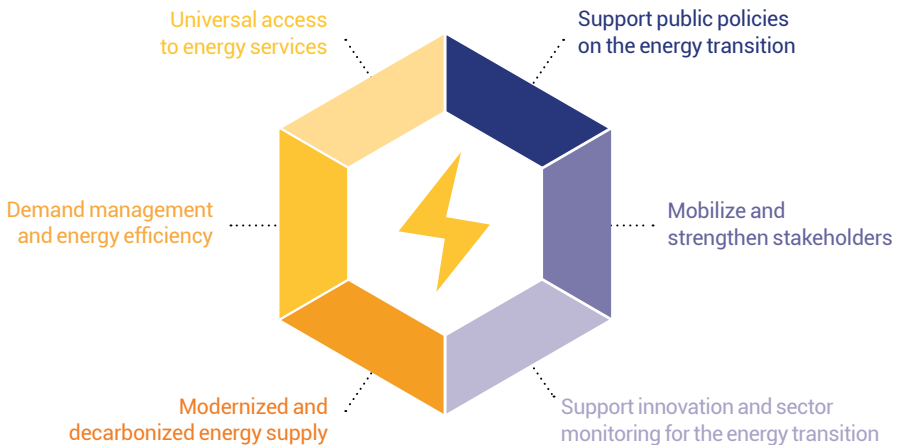 Universal access
to energy services
Support public policies
on the energy transition
Demand management
and energy efficiency
Mobilize and
strengthen stakeholders
Modernized and
decarbonized energy supply
Support innovation and sector
monitoring for the energy transition